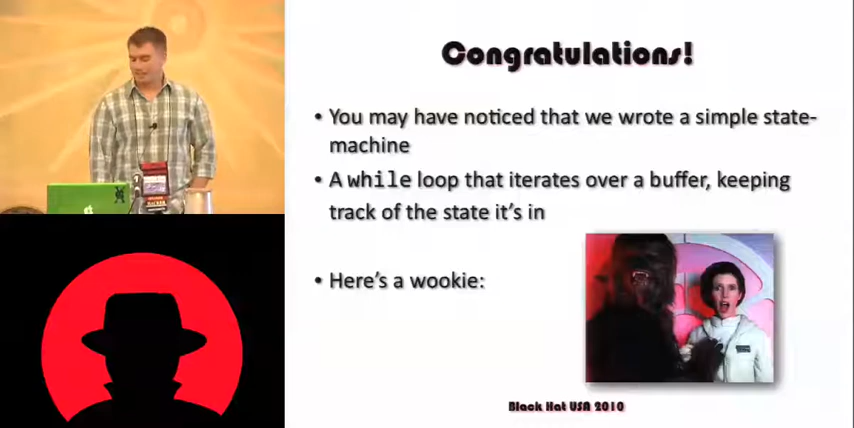 Congratulations!
• You may have noticed that we wrote a simple state-
machine
• A while loop that iterates over a buffer, keeping
track of the state it's in
• Here's a wookie:
Black Hat USA 2010